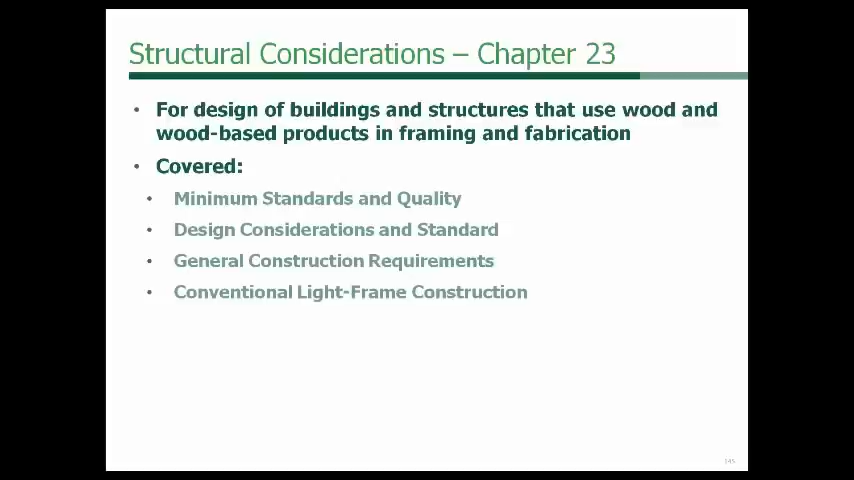 Structural Considerations – Chapter 23
• For design of buildings and structures that use wood and
wood-based products in framing and fabrication
• Covered:
• Minimum Standards and Quality
• Design Considerations and Standard
• General Construction Requirements
• Conventional Light-Frame Construction